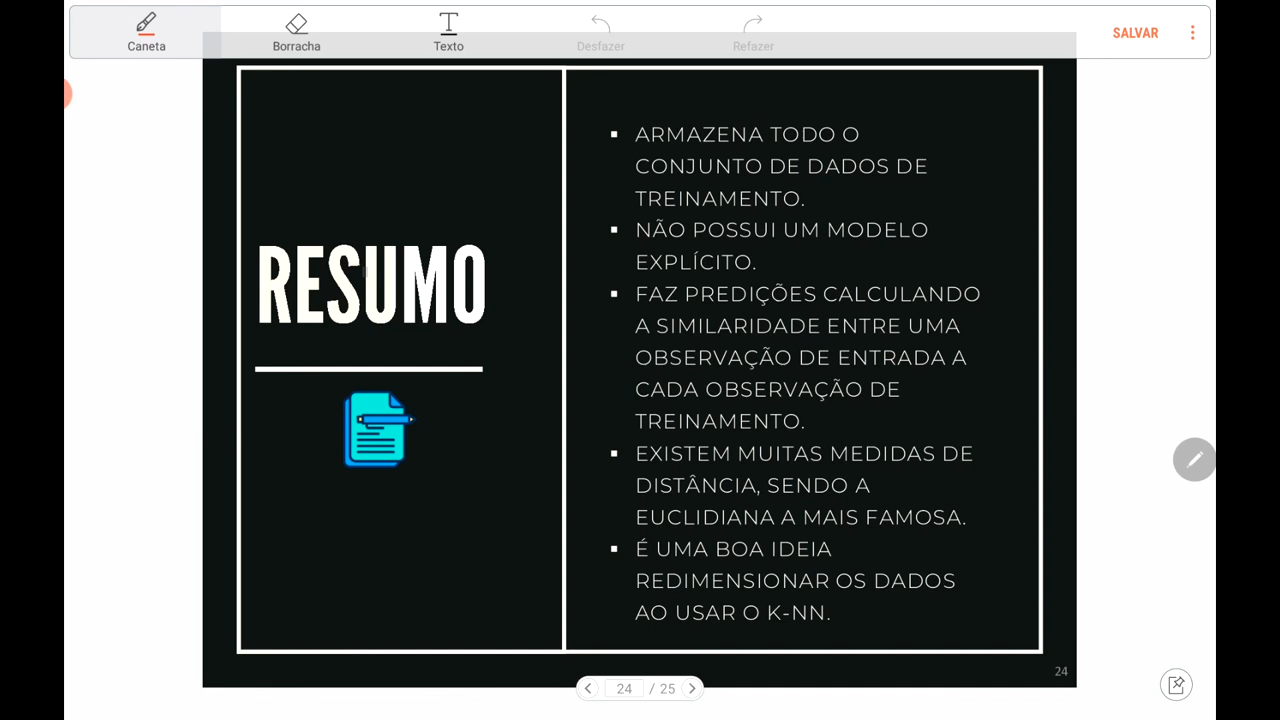 Caneta
Borracha
Texto
Desfazer
Refazer
SALVAR
RESUMO
▪ ARMAZENA TODO O
CONJUNTO DE DADOS DE
TREINAMENTO.
▪ NÃO POSSUI UM MODELO
EXPLÍCITO.
▪ FAZ PREDIÇÕES CALCULANDO
A SIMILARIDADE ENTRE UMA
OBSERVAÇÃO DE ENTRADA A
CADA OBSERVAÇÃO DE
TREINAMENTO.
▪ EXISTEM MUITAS MEDIDAS DE
DISTÂNCIA, SENDO A
EUCLIDIANA A MAIS FAMOSA.
▪ É UMA BOA IDEIA
REDIMENSIONAR OS DADOS
AO USAR O K-NN.
24
24 / 25